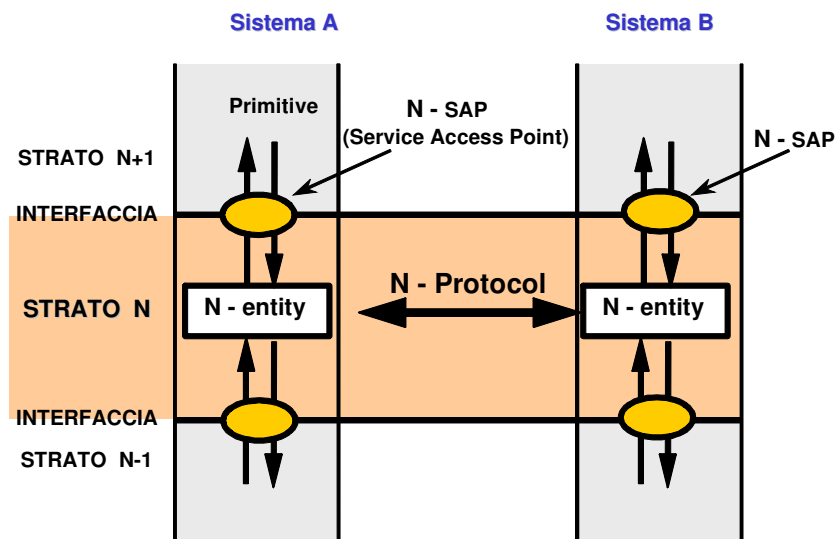 Sistema A
Sistema B
Primitive
N - SAP
(Service Access Point)
N - SAP
STRATO N+1
INTERFACCIA
N - Protocol
STRATO N
N - entity
N - entity
INTERFACCIA
STRATO N-1